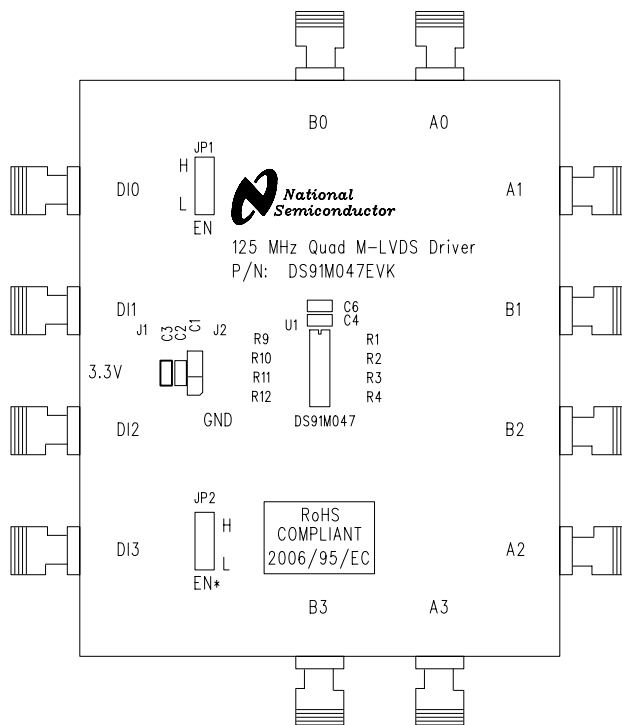 B0
A0
JP1
H
L
EN
DI0
National
Semiconductor
A1
125 MHz Quad M-LVDS Driver
P/N: DS91M047EVK
DI1
B1
J1
C3
C2
C1
J2
C6
C4
U1
R9
R10
R11
R12
R1
R2
R3
R4
3.3V
GND
DS91M047
DI2
B2
JP2
H
L
EN*
DI3
RoHS
COMPLIANT
2006/95/EC
A2
B3
A3